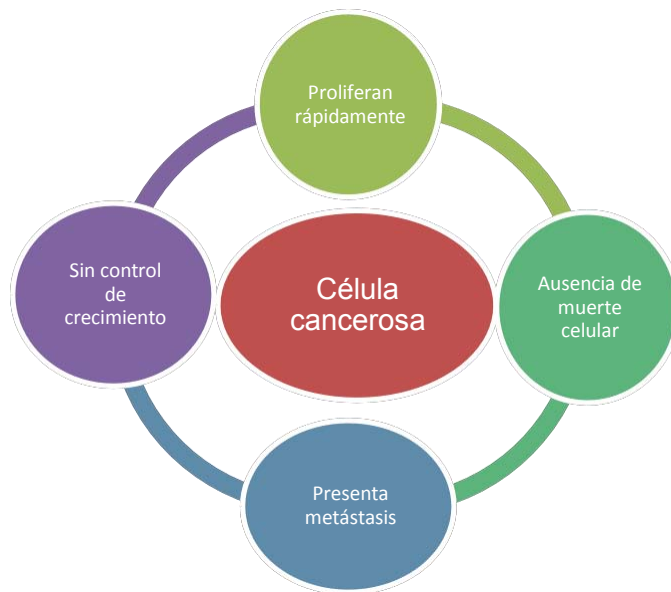 Proliferan
rápidamente
Sin control
de
crecimiento
Célula
cancerosa
Ausencia de
muerte
celular
Presenta
metástasis